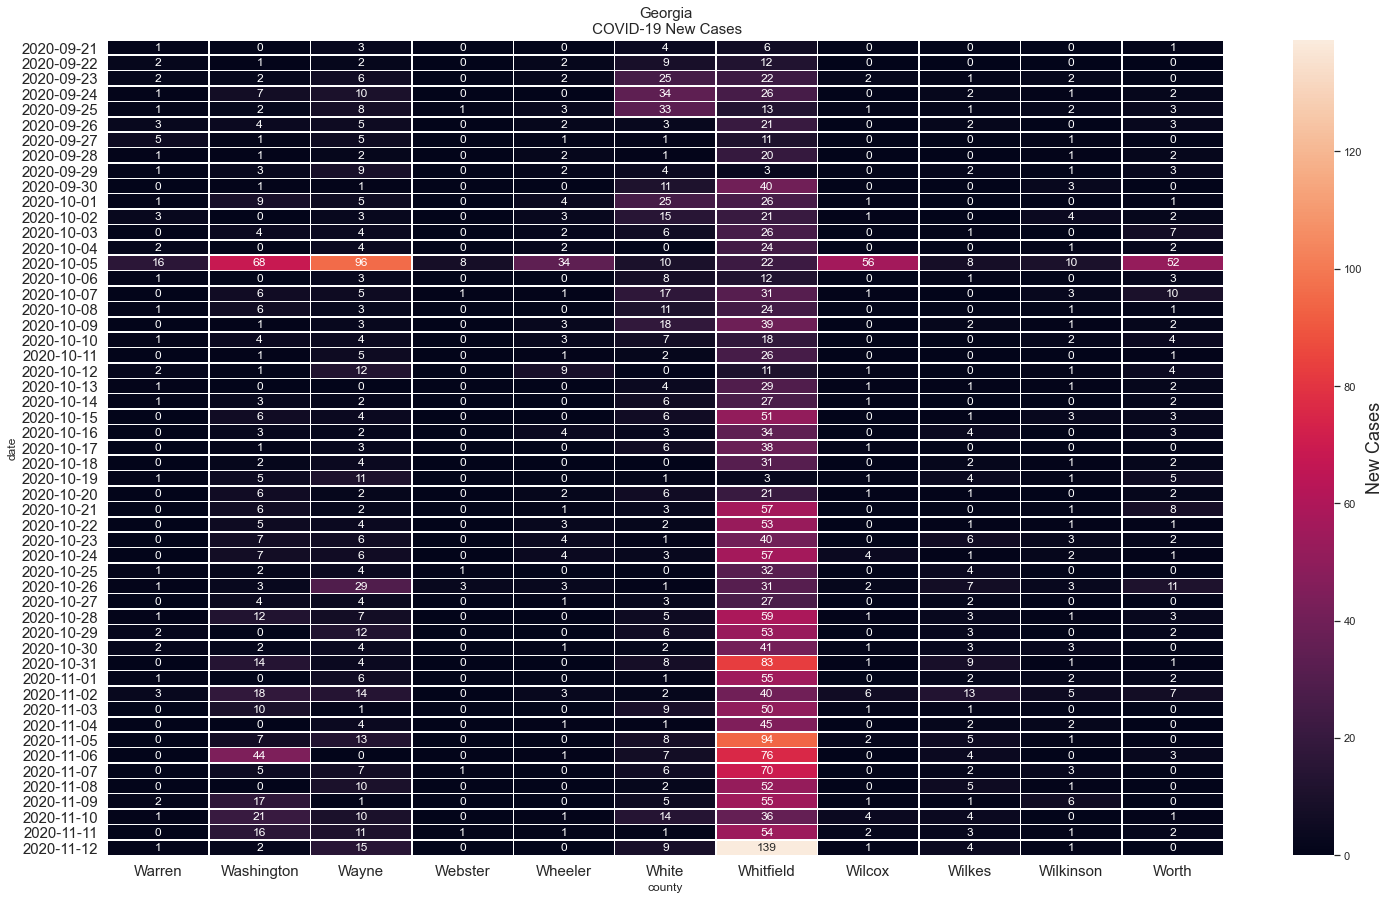 Georgia
COVID-19 New Cases
2020-09-21 1 0 3 0 0 4 6 0 0 0 1
2020-09-22 2 1 2 0 2 9 12 0 0 0 0
2020-09-23 2 2 6 0 2 25 22 2 1 2 0
2020-09-24 1 7 10 0 0 34 26 0 2 1 2
2020-09-25 1 2 8 1 3 33 13 1 1 2 3
2020-09-26 3 4 5 0 2 3 21 0 2 0 3
2020-09-27 5 1 5 0 1 1 11 0 0 1 0
2020-09-28 1 1 2 0 2 1 20 0 0 1 2
2020-09-29 1 3 9 0 2 4 3 0 2 1 3
2020-09-30 0 1 1 0 0 11 40 0 0 3 0
2020-10-01 1 9 5 0 4 25 26 1 0 0 1
2020-10-02 3 0 3 0 3 15 21 1 0 4 2
2020-10-03 0 4 4 0 2 6 26 0 1 0 7
2020-10-04 2 0 4 0 2 0 24 0 0 1 2
2020-10-05 16 68 96 8 34 10 22 56 8 10 52
2020-10-06 1 0 3 0 0 8 12 0 1 0 3
2020-10-07 0 6 5 1 1 17 31 1 0 3 10
2020-10-08 1 6 3 0 0 11 24 0 0 1 1
2020-10-09 0 1 3 0 3 18 39 0 2 1 2
2020-10-10 1 4 4 0 3 7 18 0 0 2 4
2020-10-11 0 1 5 0 1 2 26 0 0 0 1
2020-10-12 2 1 12 0 9 0 11 1 0 1 4
2020-10-13 1 0 0 0 0 4 29 1 1 1 2
2020-10-14 1 3 2 0 0 6 27 1 0 0 2
2020-10-15 0 6 4 0 0 6 51 0 1 3 3
2020-10-16 0 3 2 0 4 3 34 0 4 0 3
2020-10-17 0 1 3 0 0 6 38 1 0 0 0
2020-10-18 0 2 4 0 0 0 31 0 2 1 2
2020-10-19 1 5 11 0 0 1 3 1 4 1 5
2020-10-20 0 6 2 0 2 6 21 1 1 0 2
2020-10-21 0 6 2 0 1 3 57 0 0 1 8
2020-10-22 0 5 4 0 3 2 53 0 1 1 1
2020-10-23 0 7 6 0 4 1 40 0 6 3 2
2020-10-24 0 7 6 0 4 3 57 4 1 2 1
2020-10-25 1 2 4 1 0 0 32 0 4 0 0
2020-10-26 1 3 29 3 3 1 31 2 7 3 11
2020-10-27 0 4 4 0 1 3 27 0 2 0 0
2020-10-28 1 12 7 0 0 5 59 1 3 1 3
2020-10-29 2 0 12 0 0 6 53 0 3 0 2
2020-10-30 2 2 4 0 1 2 41 1 3 3 0
2020-10-31 0 14 4 0 0 8 83 1 9 1 1
2020-11-01 1 0 6 0 0 1 55 0 2 2 2
2020-11-02 3 18 14 0 3 2 40 6 13 5 7
2020-11-03 0 10 1 0 0 9 50 1 1 0 0
2020-11-04 0 0 4 0 1 1 45 0 2 2 0
2020-11-05 0 7 13 0 0 8 94 2 5 1 0
2020-11-06 0 44 0 0 1 7 76 0 4 0 3
2020-11-07 0 5 7 1 0 6 70 0 2 3 0
2020-11-08 0 0 10 0 0 2 52 0 5 1 0
2020-11-09 2 17 1 0 0 5 55 1 1 6 0
2020-11-10 1 21 10 0 1 14 36 4 4 0 1
2020-11-11 0 16 11 1 1 1 54 2 3 1 2
2020-11-12 1 2 15 0 0 9 139 1 4 1 0
Warren Washington Wayne Webster Wheeler White Whitfield Wilcox Wilkes Wilkinson Worth
county
date
120
100
80
60
40
20
0
New Cases